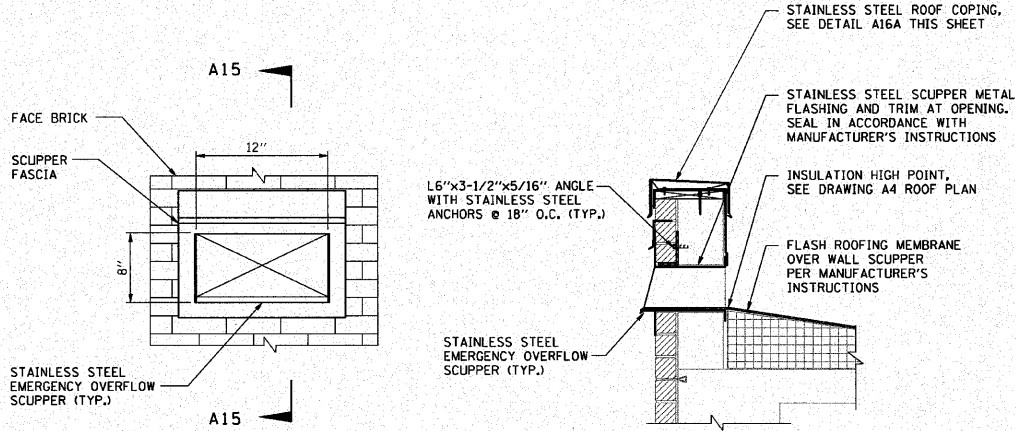 A15
FACE BRICK
SCUPPER
FASCIA
12"
8"
STAINLESS STEEL
EMERGENCY OVERFLOW
SCUPPER (TYP.)
A15
STAINLESS STEEL ROOF COPING,
SEE DETAIL A16A THIS SHEET
STAINLESS STEEL SCUPPER METAL
FLASHING AND TRIM AT OPENING.
SEAL IN ACCORDANCE WITH
MANUFACTURER'S INSTRUCTIONS
L6"x3-1/2"x5/16" ANGLE
WITH STAINLESS STEEL
ANCHORS @ 18" O.C. (TYP.)
INSULATION HIGH POINT,
SEE DRAWING A4 ROOF PLAN
FLASH ROOFING MEMBRANE
OVER WALL SCUPPER
PER MANUFACTURER'S
INSTRUCTIONS
STAINLESS STEEL
EMERGENCY OVERFLOW
SCUPPER (TYP.)